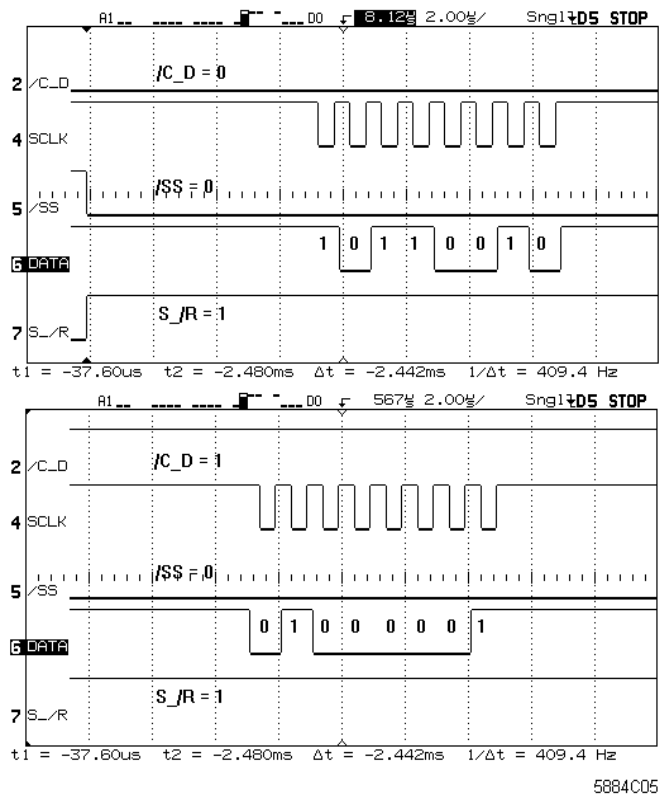 A1 D0 8.12㎲ 2.00㎲/ Sngl D5 STOP
/C_D = 0
2 /C_D
4 SCLK
/SS = 0
5 /SS
1 0 1 1 0 0 1 0
6 DATA
S_/R = 1
7 S_/R
t1 = -37.60us t2 = -2.480ms Δt = -2.442ms 1/Δt = 409.4 Hz
A1 D0 567 2.00㎲/ Sngl D5 STOP
/C_D = 1
2 /C_D
4 SCLK
/SS = 0
5 /SS
0 1 0 0 0 0 0 1
6 DATA
S_/R = 1
7 S_/R
t1 = -37.60us t2 = -2.480ms Δt = -2.442ms 1/Δt = 409.4 Hz
5884C05